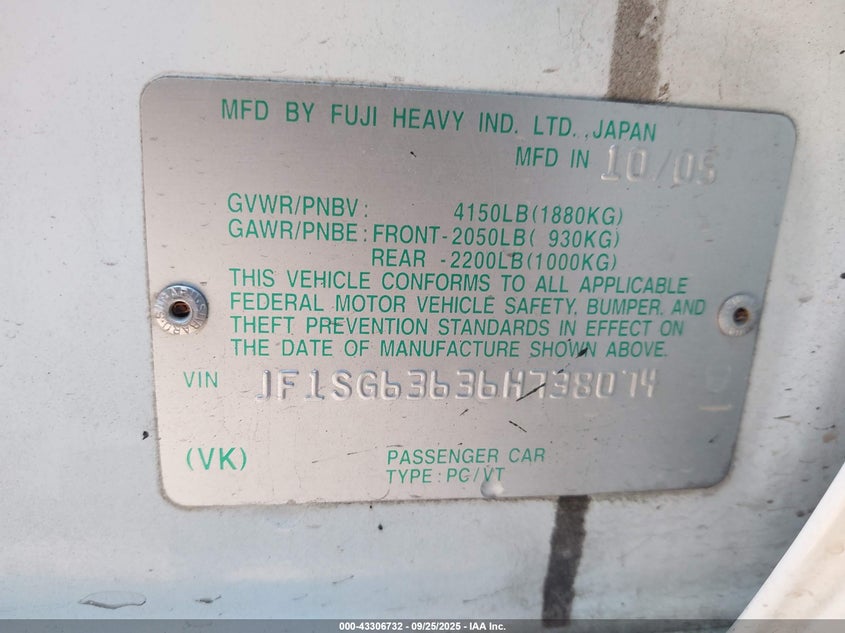 MFD BY FUJI HEAVY IND. LTD. JAPAN
MFD IN 10/05
GVWR/PNBV: 4150LB(1880KG)
GAWR/PNBE: FRONT-2050LB( 930KG)
REAR -2200LB(1000KG)
THIS VEHICLE CONFORMS TO ALL APPLICABLE
FEDERAL MOTOR VEHICLE SAFETY, BUMPER, AND
THEFT PREVENTION STANDARDS IN EFFECT ON
THE DATE OF MANUFACTURE SHOWN ABOVE.
VIN JF1SG63636H738074
(VK)
PASSENGER CAR
TYPE: PC/VT
000-43306732 - 09/25/2025 - IAA Inc.